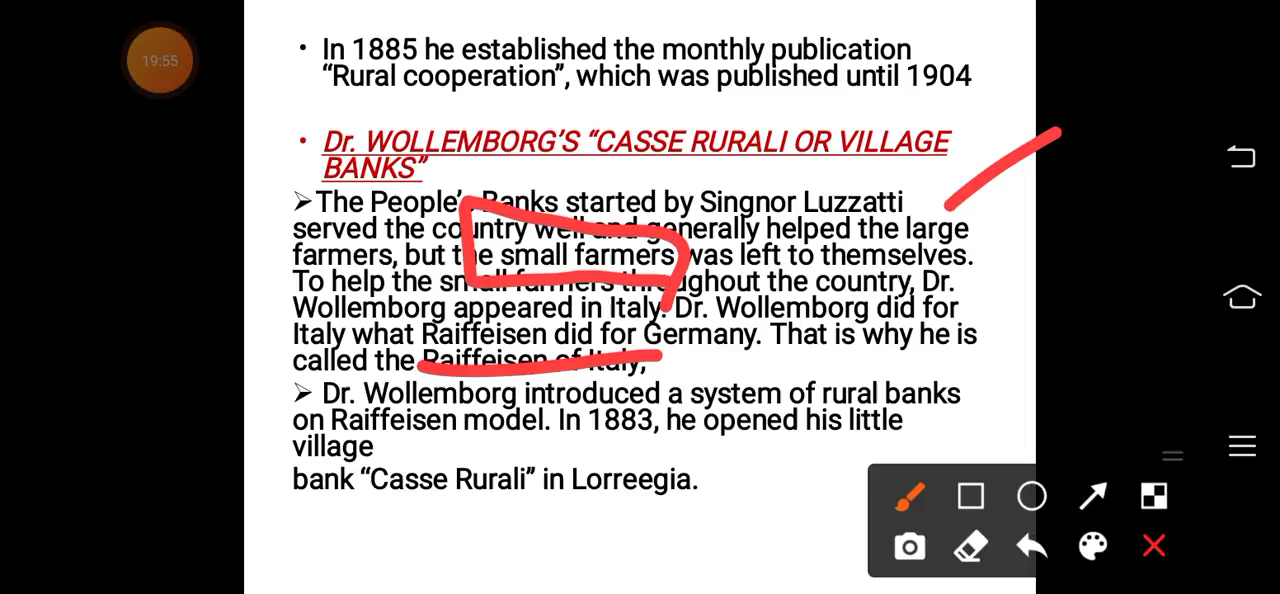 19:55
• In 1885 he established the monthly publication
“Rural cooperation”, which was published until 1904
• Dr. WOLLEMBORG’S “CASSE RURALI OR VILLAGE
BANKS”
➢The People’s Banks started by Singnor Luzzatti
served the country well and generally helped the large
farmers, but the small farmers was left to themselves.
To help the small farmers throughout the country, Dr.
Wollemborg appeared in Italy. Dr. Wollemborg did for
Italy what Raiffeisen did for Germany. That is why he is
called the Raiffeisen of Italy,
➢ Dr. Wollemborg introduced a system of rural banks
on Raiffeisen model. In 1883, he opened his little
village
bank “Casse Rurali” in Lorreegia.